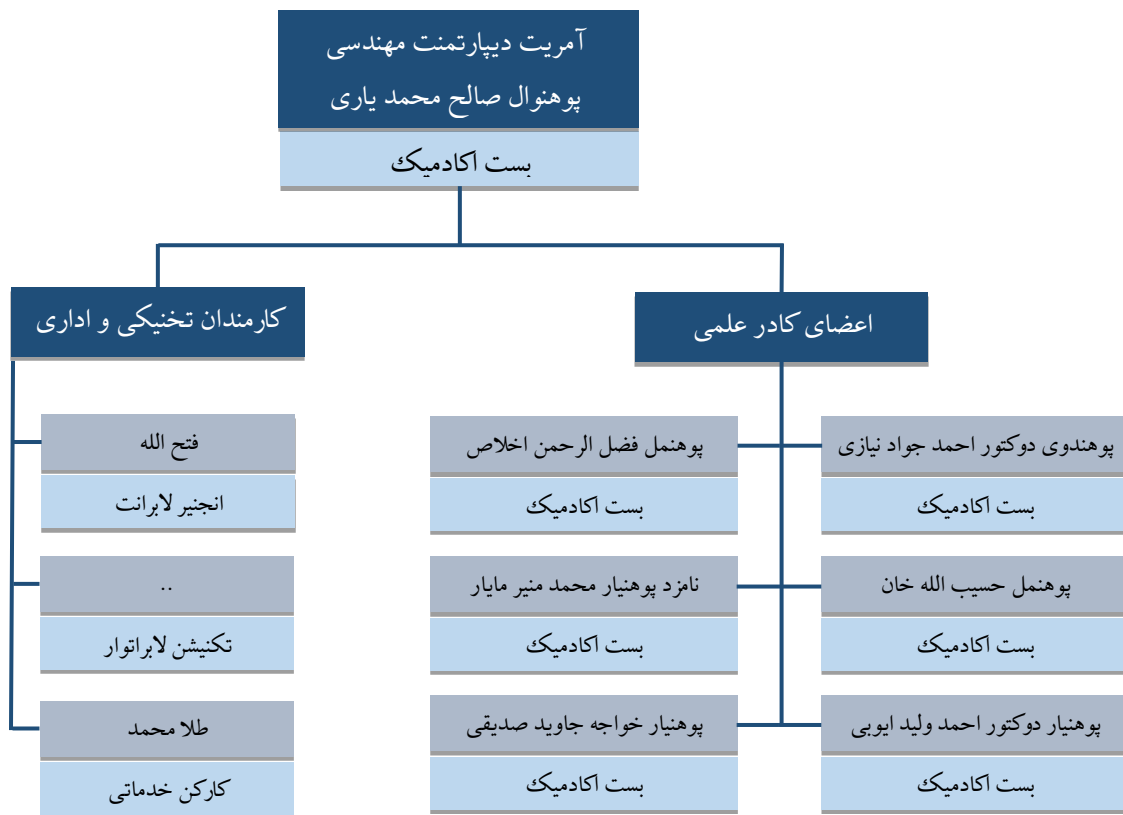 آمریت دیپارتمنت مهندسی
پوهنوال صالح محمد یاری
بست اکادمیک
اعضای کادر علمی
کارمندان تخنیکی و اداری
پوهندوی دوکتور احمد جواد نیازی
بست اکادمیک
پوهنمل فضل الرحمن اخلاص
بست اکادمیک
پوهنمل حسیب الله خان
بست اکادمیک
نامزد پوهنیار محمد منیر مایار
بست اکادمیک
پوهنیار دوکتور احمد ولید ایوبی
بست اکادمیک
پوهنیار خواجه جاوید صدیقی
بست اکادمیک
فتح الله
انجنیر لابرانت
..
تکنیشن لابراتوار
طلا محمد
کارکن خدماتی